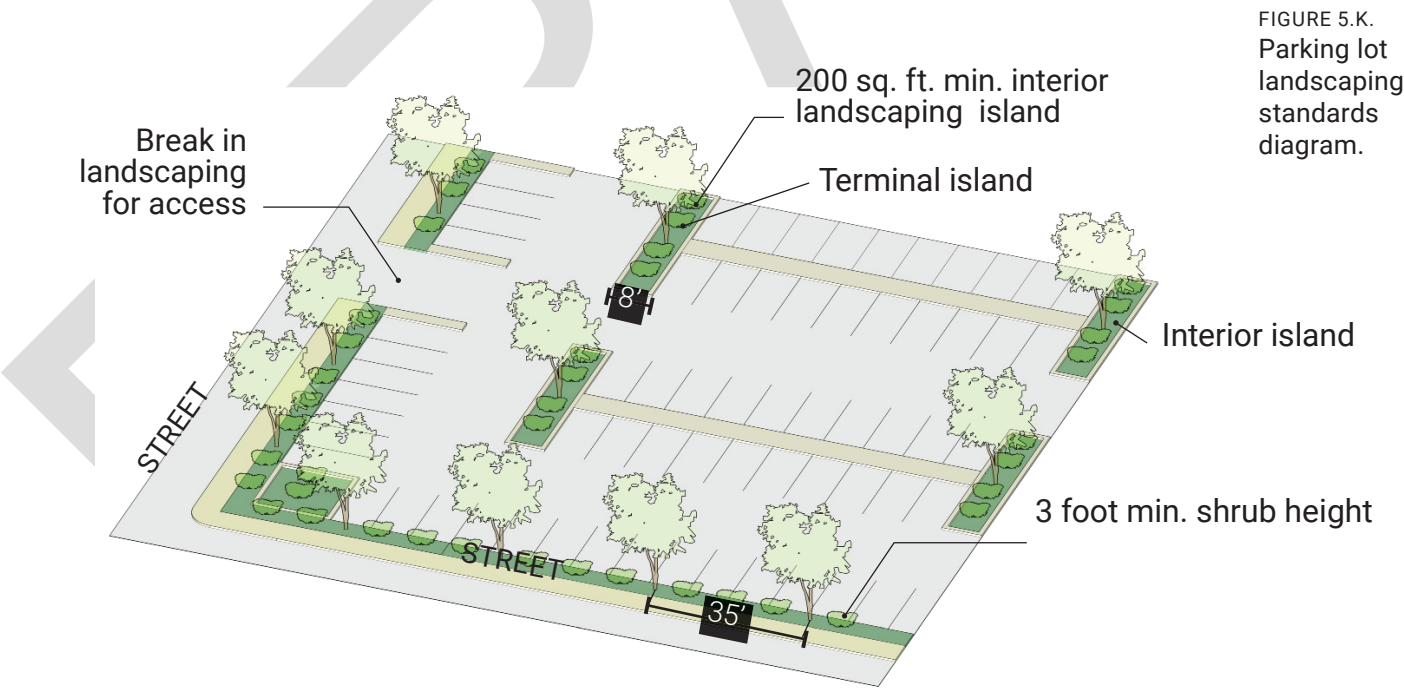 FIGURE 5.K.
Parking lot
landscaping
standards
diagram.
200 sq. ft. min. interior
landscaping island
Break in
landscaping
for access
Terminal island
8’
Interior island
STREET
3 foot min. shrub height
STREET
35’